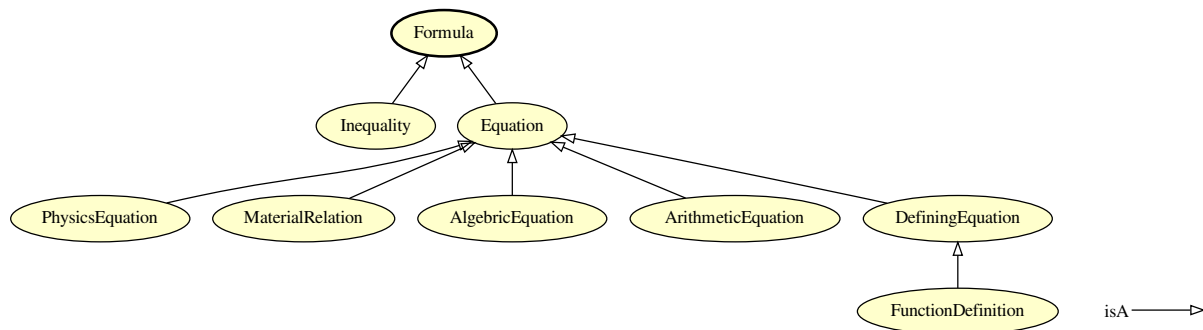 Formula
Inequality
Equation
PhysicsEquation
MaterialRelation
AlgebricEquation
ArithmeticEquation
DefiningEquation
FunctionDefinition
isA